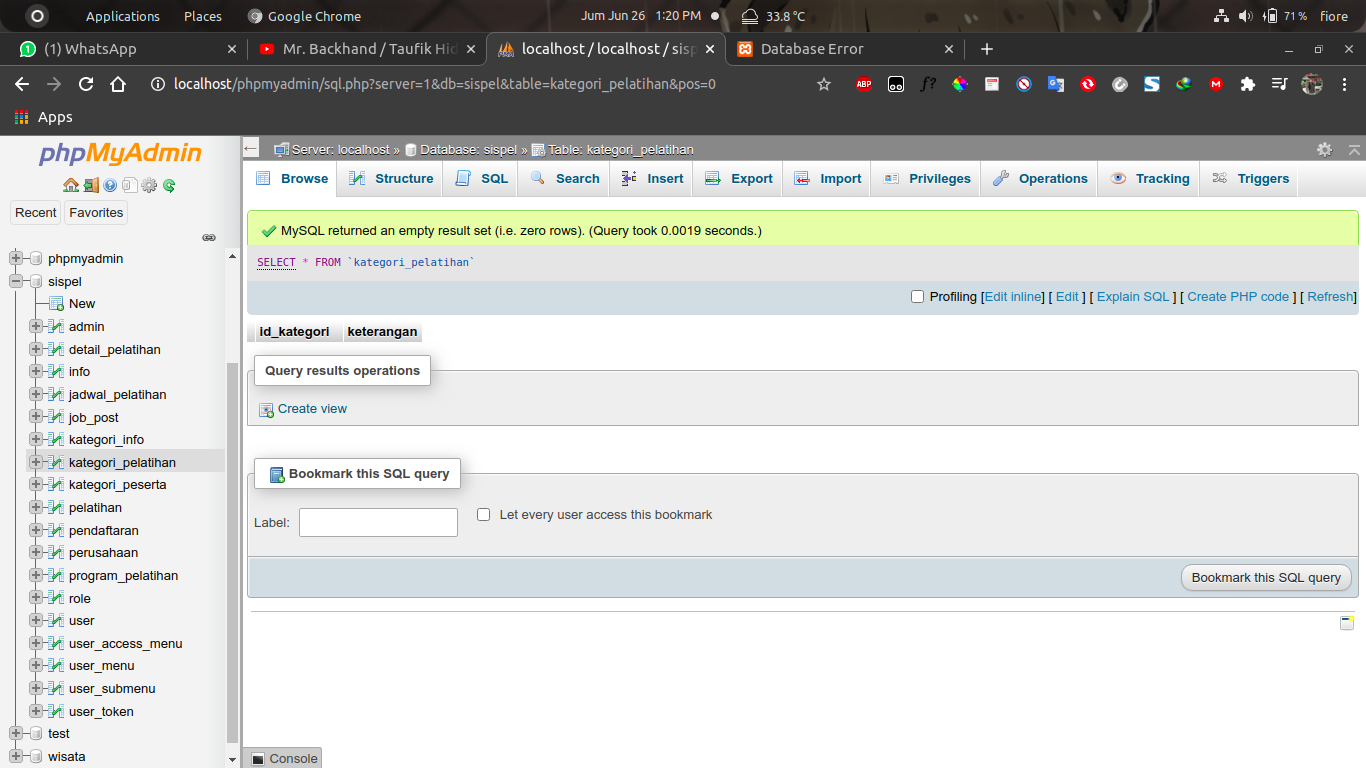 Applications Places Google Chrome Jum Jun 26 1:20 PM 33.8 °C 71 % fiore
(1) WhatsApp Mr. Backhand / Taufik Hid localhost / localhost / sisp Database Error
localhost/phpmyadmin/sql.php?server=1&db=sispel&table=kategori_pelatihan&pos=0
Apps
phpMyAdmin
Recent Favorites
phpmyadmin
sispel
New
admin
detail_pelatihan
info
jadwal_pelatihan
job_post
kategori_info
kategori_pelatihan
kategori_peserta
pelatihan
pendaftaran
perusahaan
program_pelatihan
role
user
user_access_menu
user_menu
user_submenu
user_token
test
wisata
Server: localhost » Database: sispel » Table: kategori_pelatihan
Browse Structure SQL Search Insert Export Import Privileges Operations Tracking Triggers
MySQL returned an empty result set (i.e. zero rows). (Query took 0.0019 seconds.)
SELECT * FROM `kategori_pelatihan`
Profiling [Edit inline] [ Edit ] [ Explain SQL ] [ Create PHP code ] [ Refresh]
id_kategori keterangan
Query results operations
Create view
Bookmark this SQL query
Label: Let every user access this bookmark
Bookmark this SQL query
Console